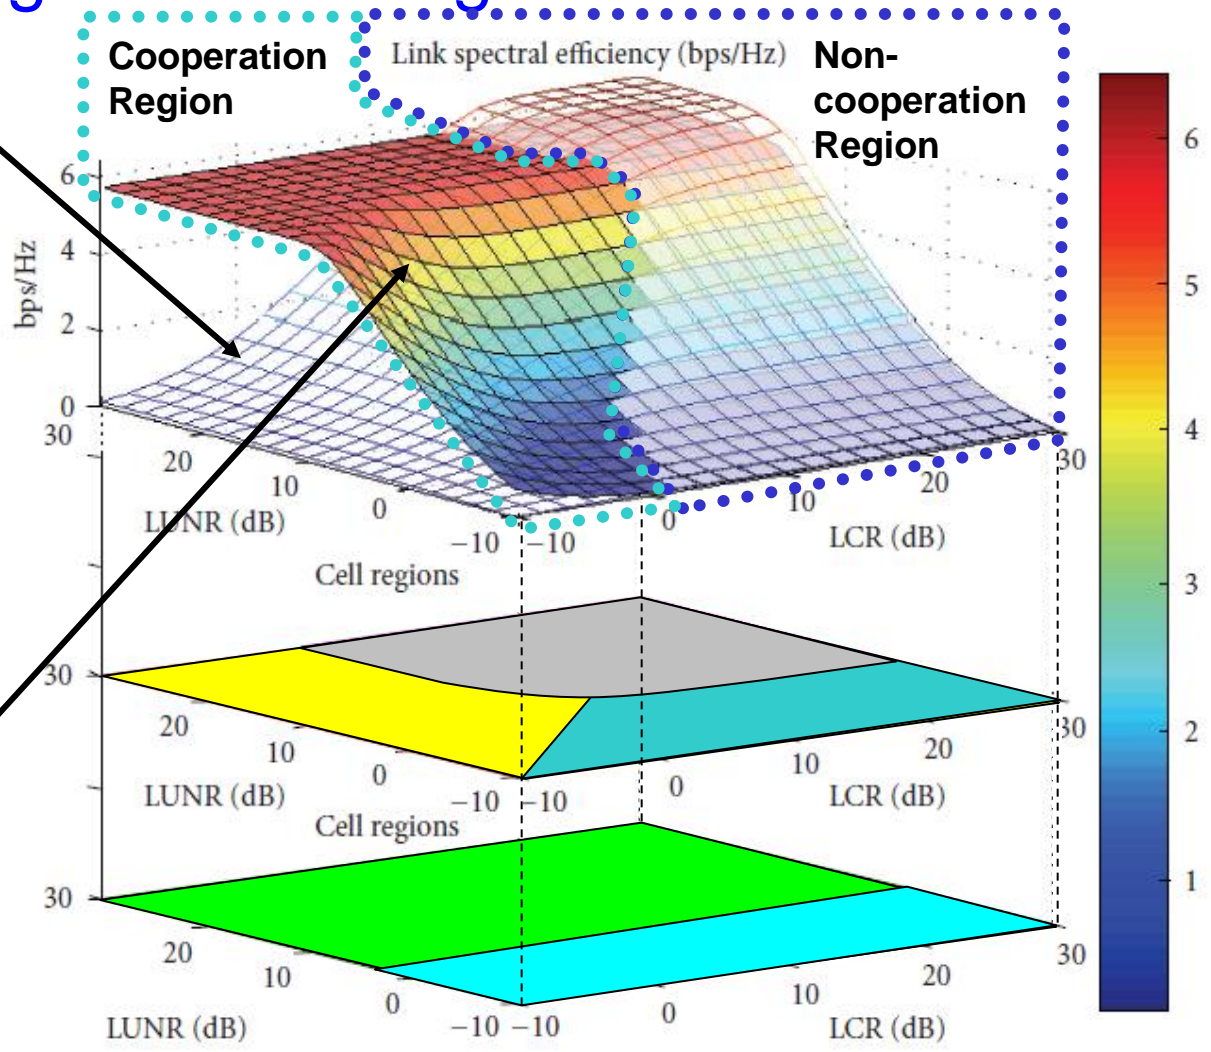 Cooperation
Region
Link spectral efficiency (bps/Hz)
Non-
cooperation
Region
bps/Hz
6
4
2
0
30
20
10
0
−10
LUNR (dB)
−10
0
10
20
30
LCR (dB)
6
5
4
3
2
1
Cell regions
30
20
10
0
−10
LUNR (dB)
−10
0
10
20
30
LCR (dB)
Cell regions
30
20
10
0
−10
LUNR (dB)
−10
0
10
20
30
LCR (dB)